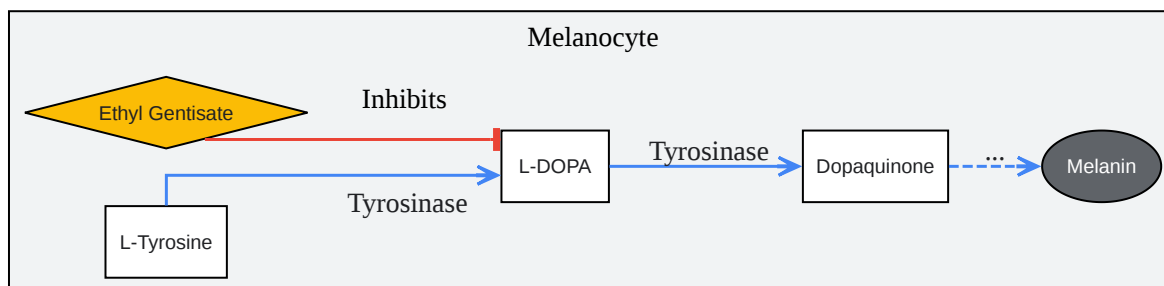 Melanocyte
Ethyl Gentisate
Inhibits
L-DOPA
Tyrosinase
Dopaquinone
...
Melanin
Tyrosinase
L-Tyrosine